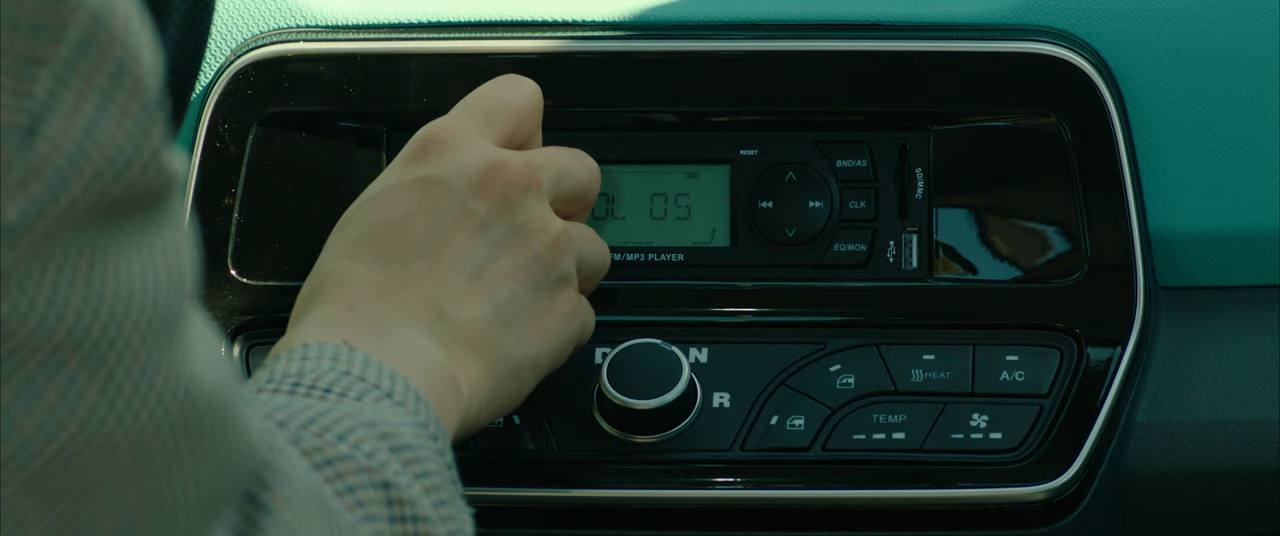 RESET
BND/AS
OL 05
CLK
SD/MMC
EQ/MON
FM/MP3 PLAYER
D N
R
HEAT
A/C
TEMP